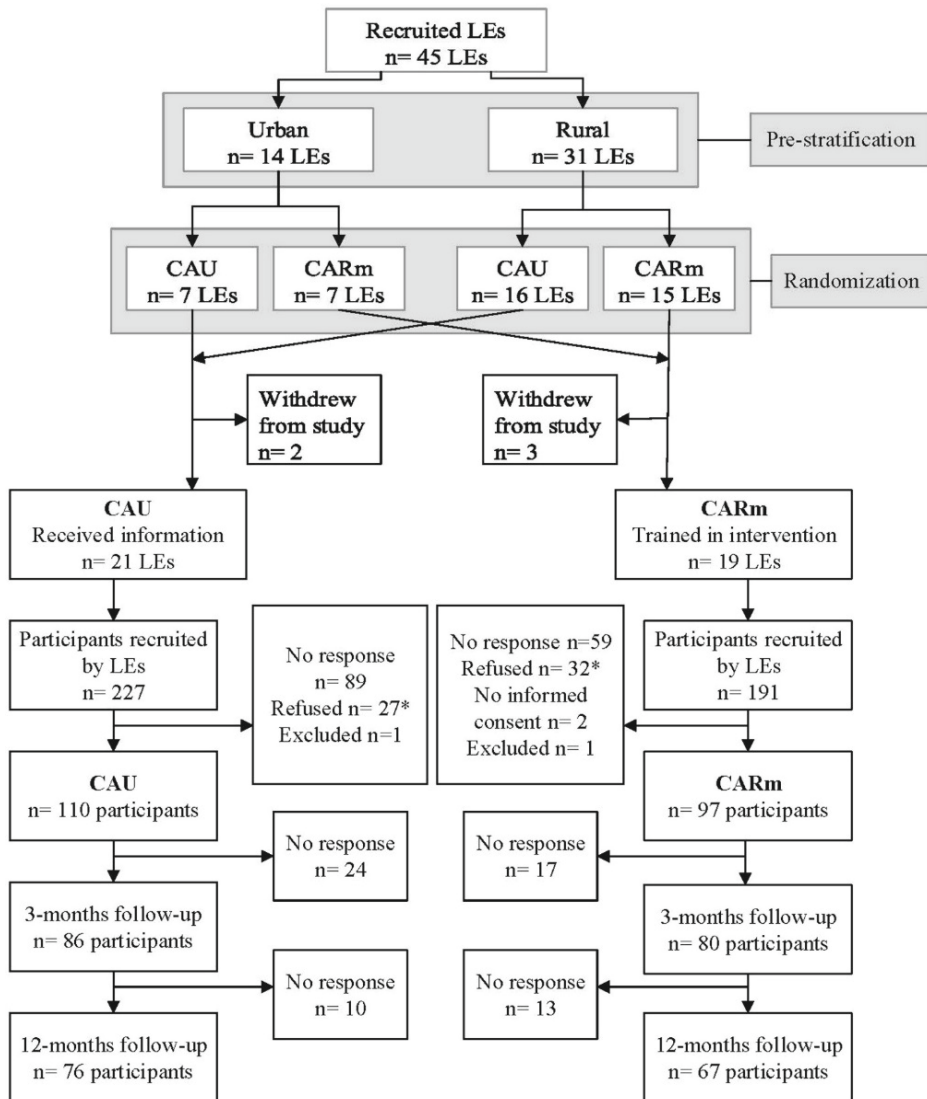 Recruited LEs
n= 45 LEs
Urban
n= 14 LEs
Rural
n= 31 LEs
Pre-stratification
CAU
n= 7 LEs
CARm
n= 7 LEs
CAU
n= 16 LEs
CARm
n= 15 LEs
Randomization
Withdrew
from study
n= 2
Withdrew
from study
n= 3
CAU
Received information
n= 21 LEs
CARm
Trained in intervention
n= 19 LEs
Participants recruited
by LEs
n= 227
No response
n= 89
Refused n= 27*
Excluded n=1
No response n=59
Refused n= 32*
No informed
consent n= 2
Excluded n= 1
Participants recruited
by LEs
n= 191
CAU
n= 110 participants
CARm
n= 97 participants
No response
n= 24
No response
n= 17
3-months follow-up
n= 86 participants
3-months follow-up
n= 80 participants
No response
n= 10
No response
n= 13
12-months follow-up
n= 76 participants
12-months follow-up
n= 67 participants